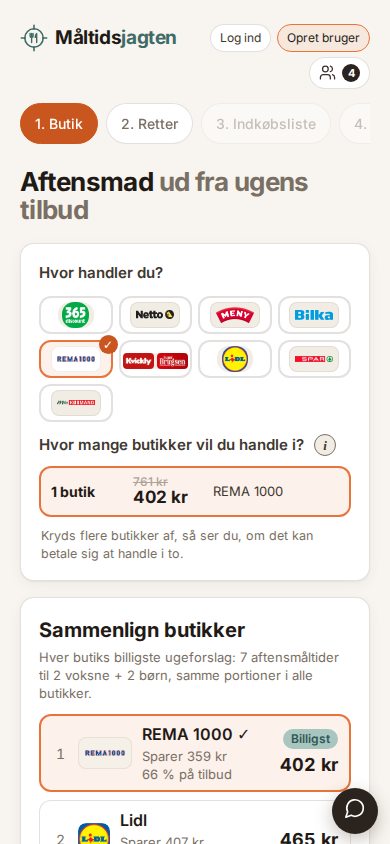 Måltidsjagten
Log ind
Opret bruger
4
1. Butik
2. Retter
3. Indkøbsliste
4.
Aftensmad ud fra ugens
tilbud
Hvor handler du?
365
discount
Netto
MENY
Bilka
REMA 1000
✓
Kvickly
Brugsen
LIDL
SPAR
KØBMAND
Hvor mange butikker vil du handle i? i
1 butik
761 kr
402 kr
REMA 1000
Kryds flere butikker af, så ser du, om det kan
betale sig at handle i to.
Sammenlign butikker
Hver butiks billigste ugeforslag: 7 aftensmåltider
til 2 voksne + 2 børn, samme portioner i alle
butikker.
1
REMA 1000
REMA 1000 ✓
Sparer 359 kr
66 % på tilbud
Billigst
402 kr
2
LIDL
Lidl
Sparer 407 kr
465 kr